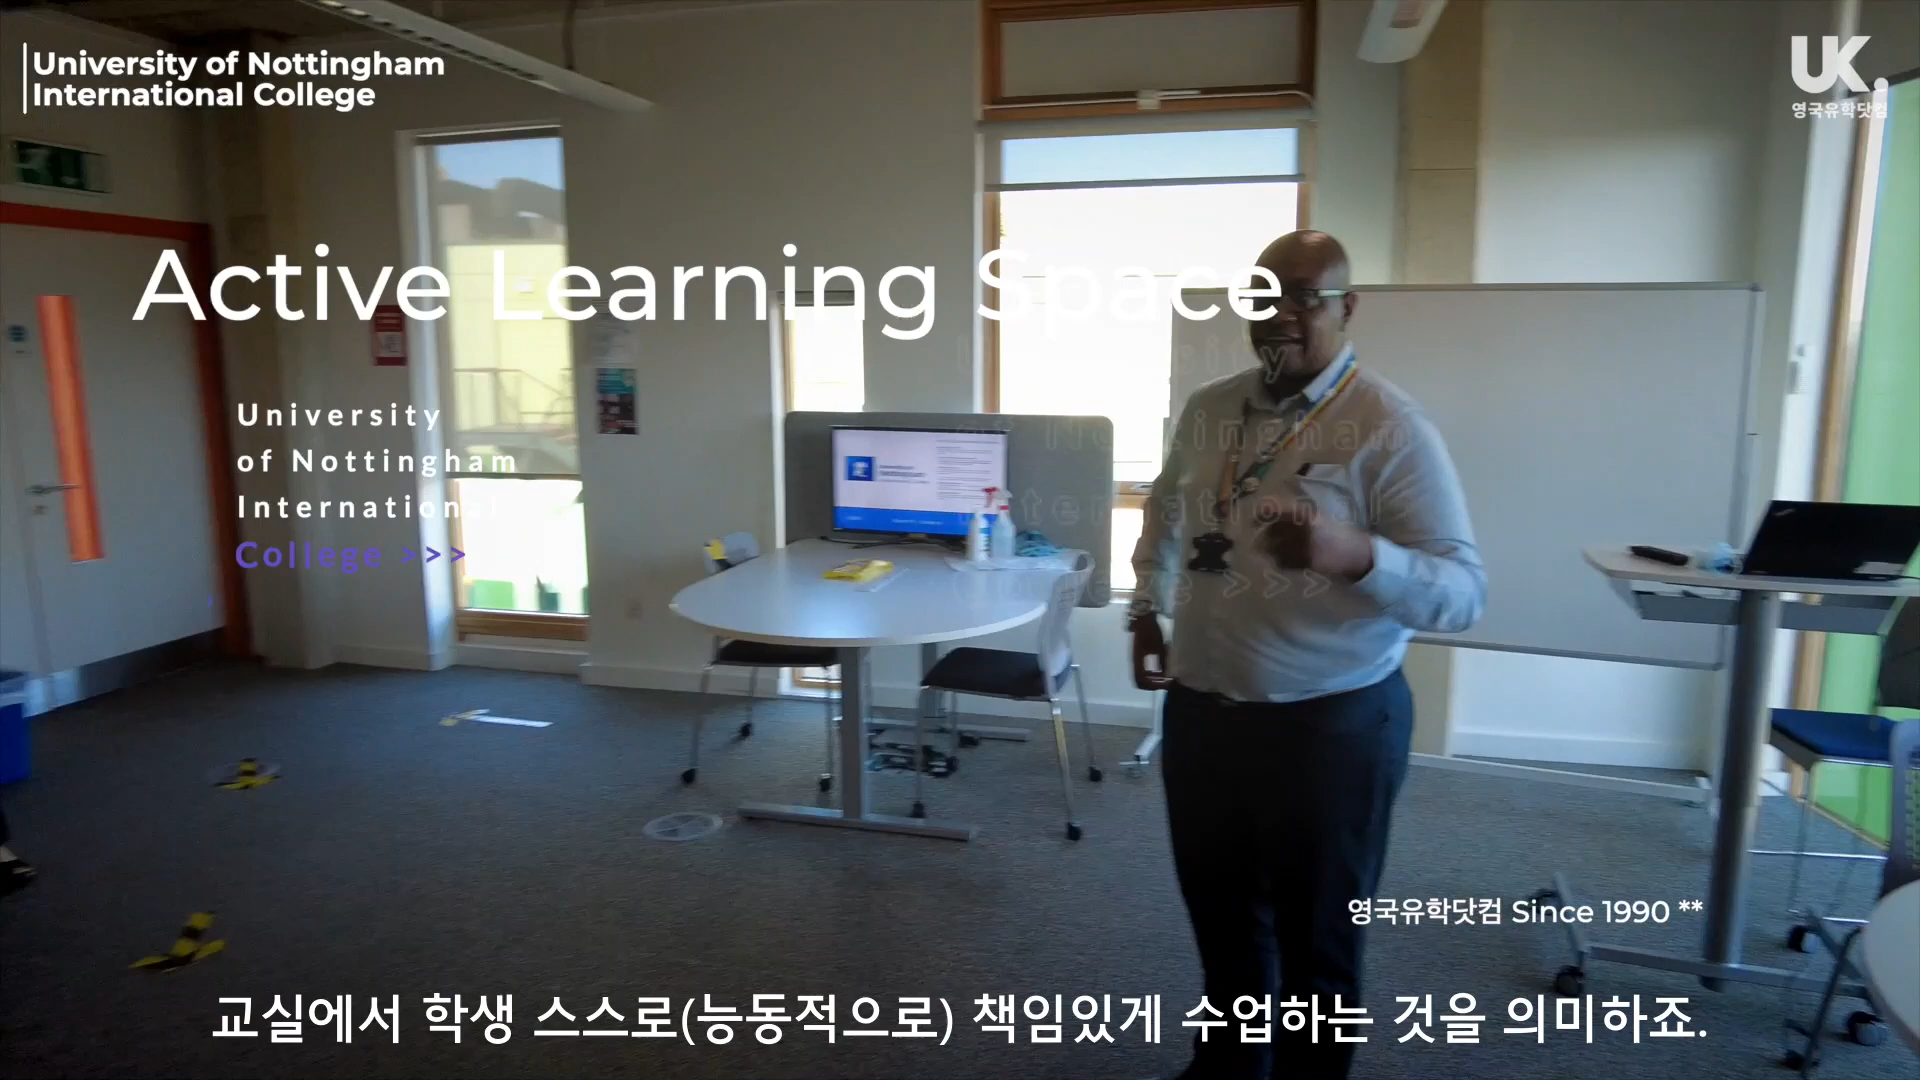 University of Nottingham
International College
UK.
영국유학닷컴
Active Learning Space
University
of Nottingham
International
College >>>
영국유학닷컴 Since 1990 **
교실에서 학생 스스로(능동적으로) 책임있게 수업하는 것을 의미하죠.